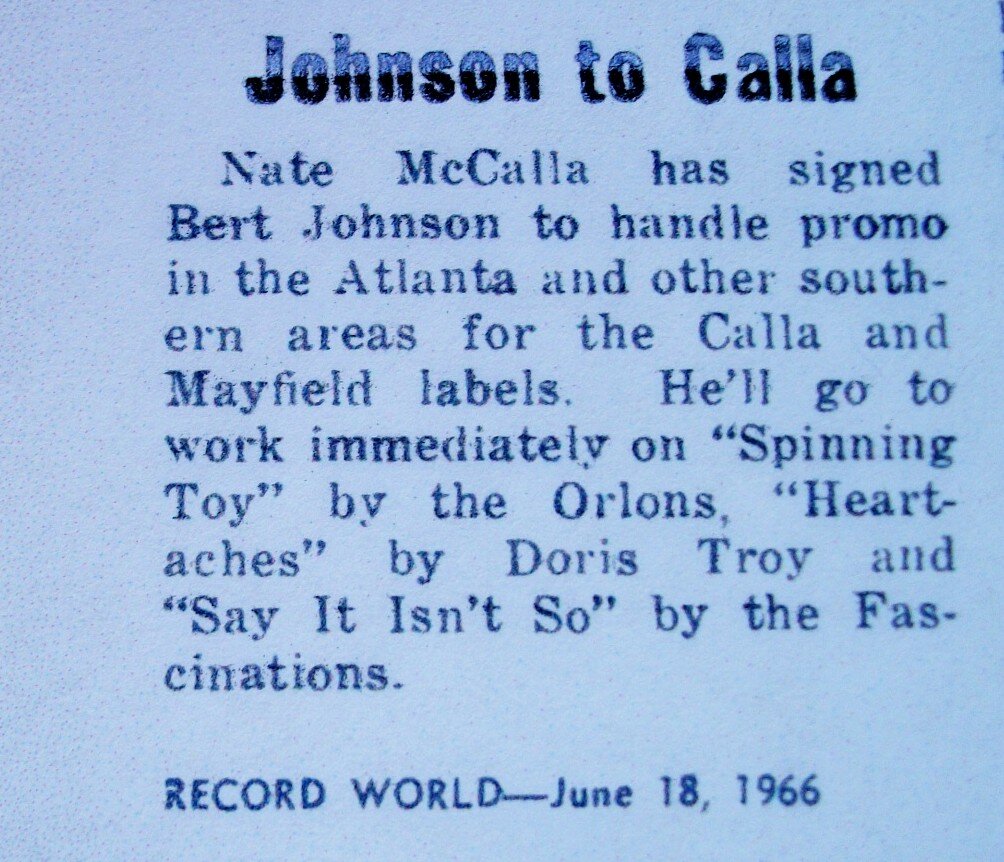 Johnson to Calla
Nate McCalla has signed
Bert Johnson to handle promo
in the Atlanta and other south-
ern areas for the Calla and
Mayfield labels. He'll go to
work immediately on “Spinning
Toy” by the Orlons, “Heart-
aches” by Doris Troy and
“Say It Isn't So” by the Fas-
cinations.
RECORD WORLD—June 18, 1966